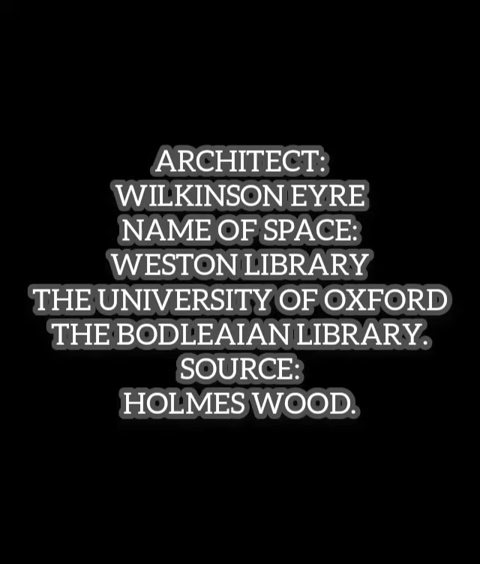 ARCHITECT:
WILKINSON EYRE
NAME OF SPACE:
WESTON LIBRARY
THE UNIVERSITY OF OXFORD
THE BODLEAIAN LIBRARY.
SOURCE:
HOLMES WOOD.